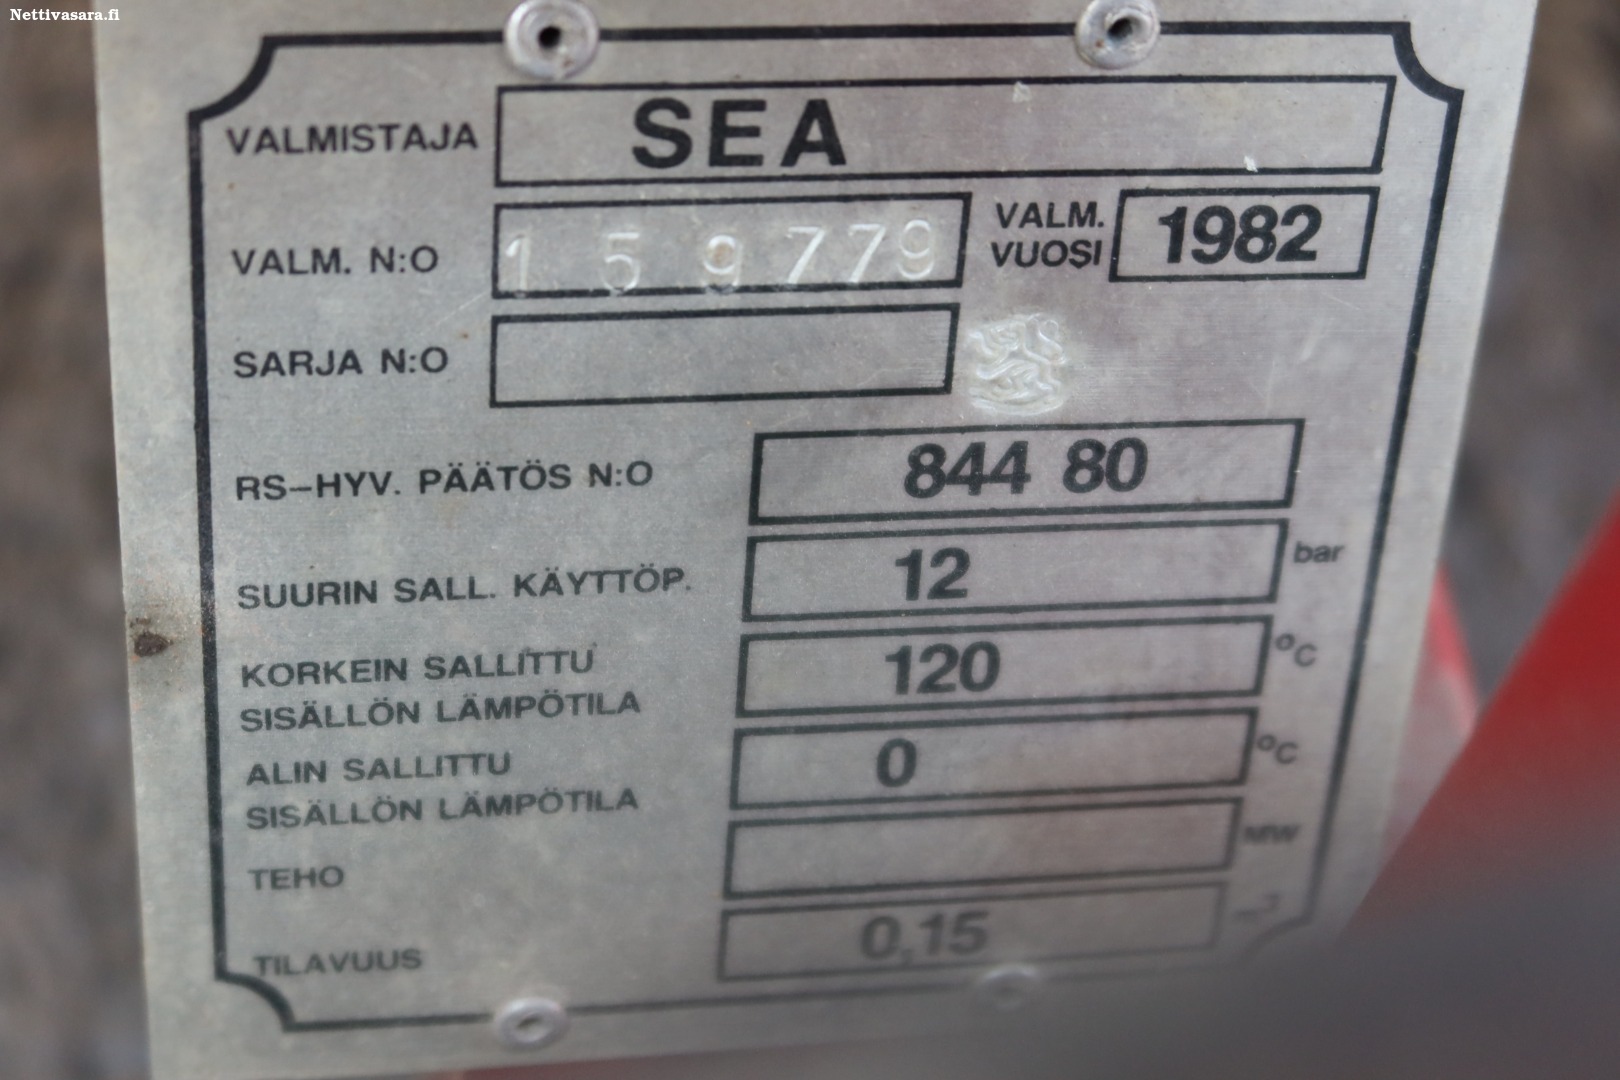 Nettivasara.fi
VALMISTAJA SEA
VALM. N:O 159779 VALM. VUOSI 1982
SARJA N:O
RS-HYV. PÄÄTÖS N:O 844 80
SUURIN SALL. KÄYTTÖP. 12 bar
KORKEIN SALLITTU
SISÄLLÖN LÄMPÖTILA 120 °C
ALIN SALLITTU
SISÄLLÖN LÄMPÖTILA 0 °C
TEHO MW
TILAVUUS 0,15